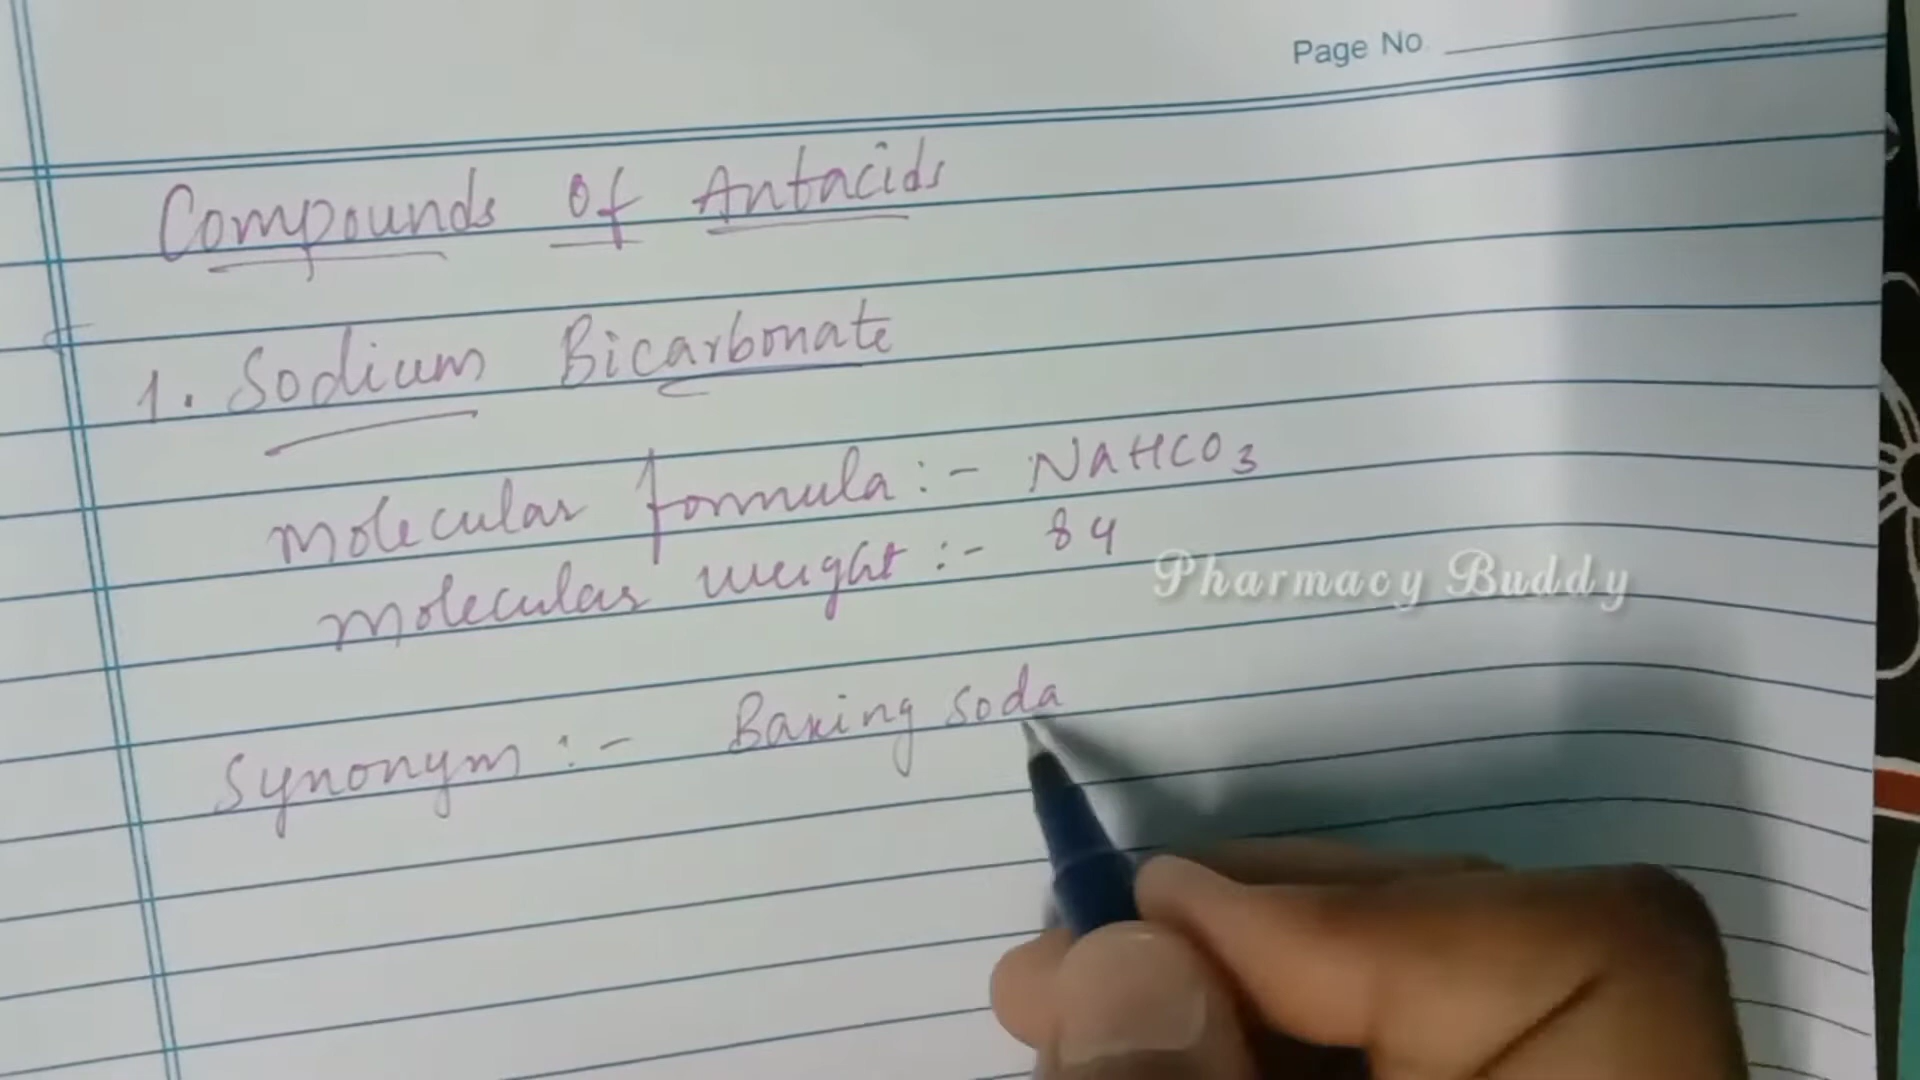 Page No
Compounds of Antacids
1. Sodium Bicarbonate
Molecular formula :- NaHCO3
Molecular weight :- 84
Pharmacy Buddy
Synonym :- Baking soda